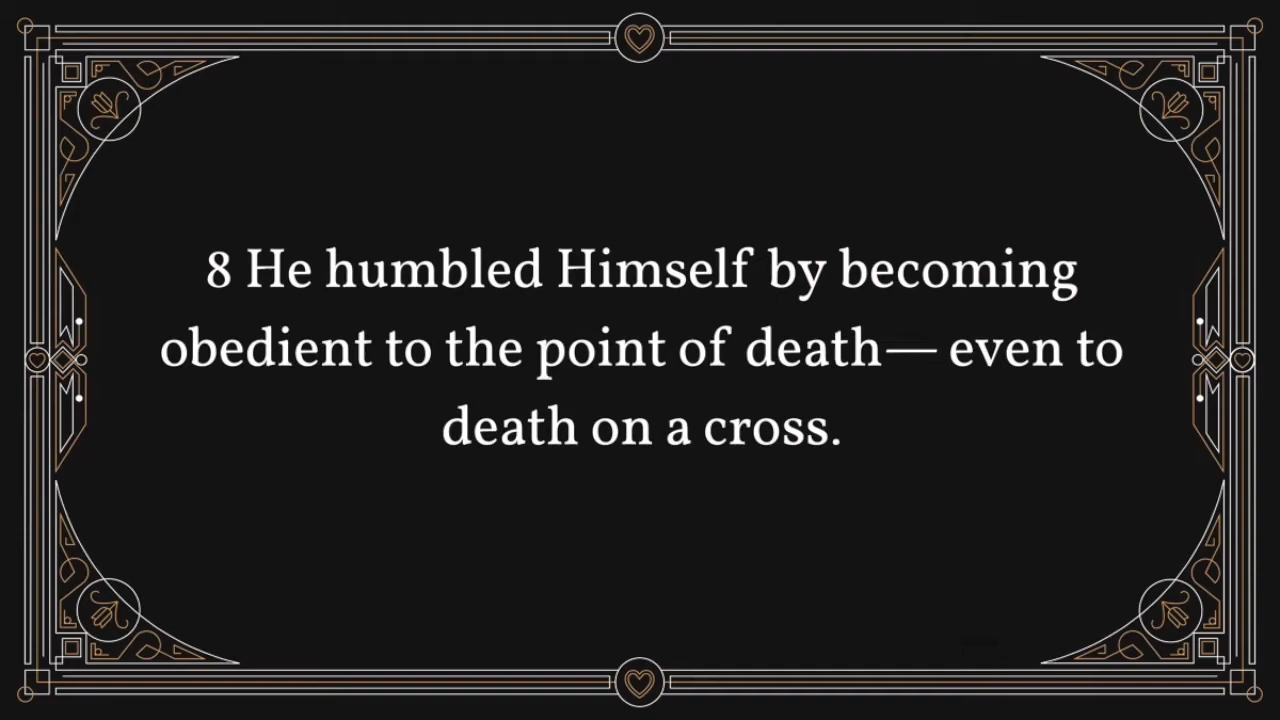 8 He humbled Himself by becoming
obedient to the point of death— even to
death on a cross.